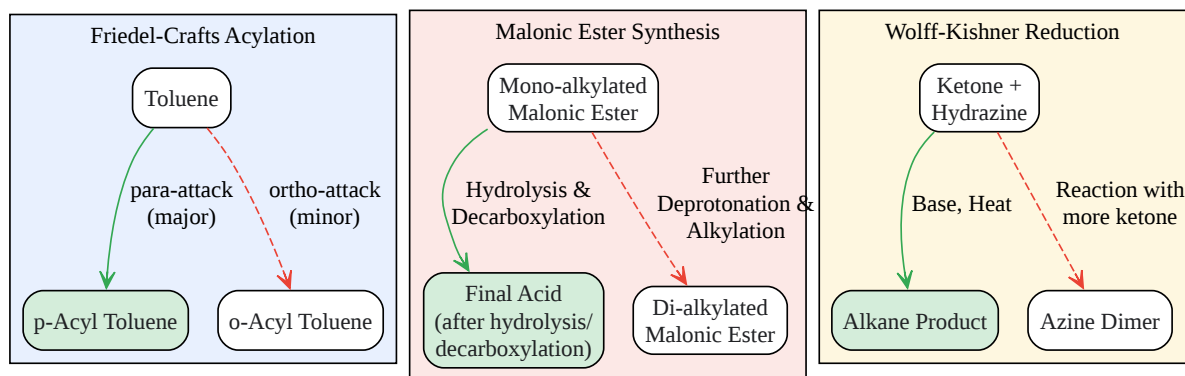 Friedel-Crafts Acylation
Toluene
para-attack
(major)
ortho-attack
(minor)
p-Acyl Toluene
o-Acyl Toluene
Malonic Ester Synthesis
Mono-alkylated
Malonic Ester
Hydrolysis &
Decarboxylation
Further
Deprotonation &
Alkylation
Final Acid
(after hydrolysis/
decarboxylation)
Di-alkylated
Malonic Ester
Wolff-Kishner Reduction
Ketone +
Hydrazine
Base, Heat
Reaction with
more ketone
Alkane Product
Azine Dimer